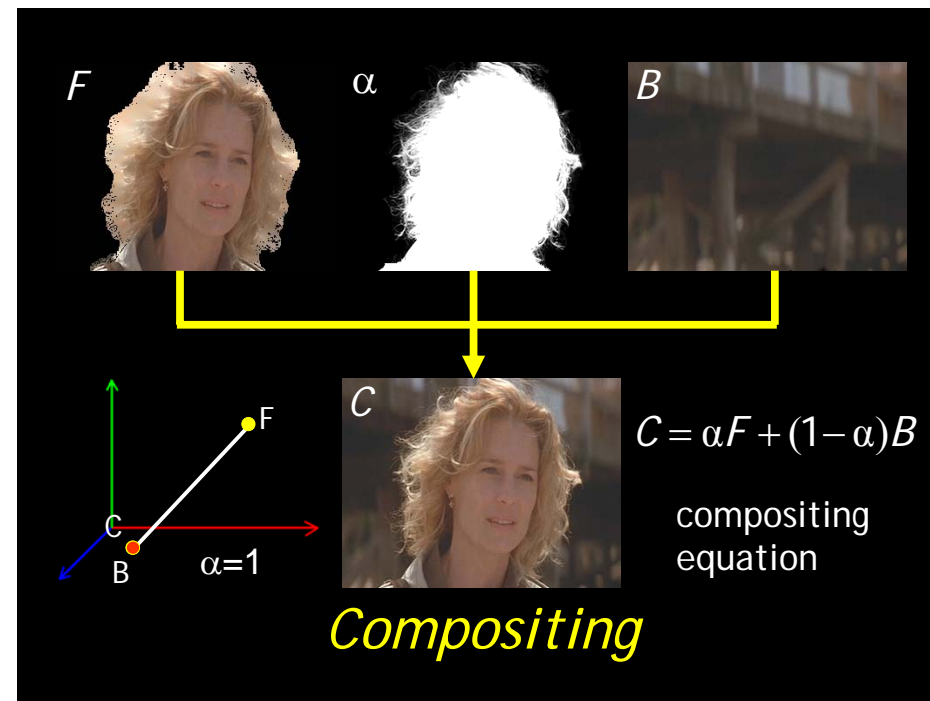 F
α
B
C
F
C = αF + (1− α)B
C
B
α=1
compositing
equation
Compositing